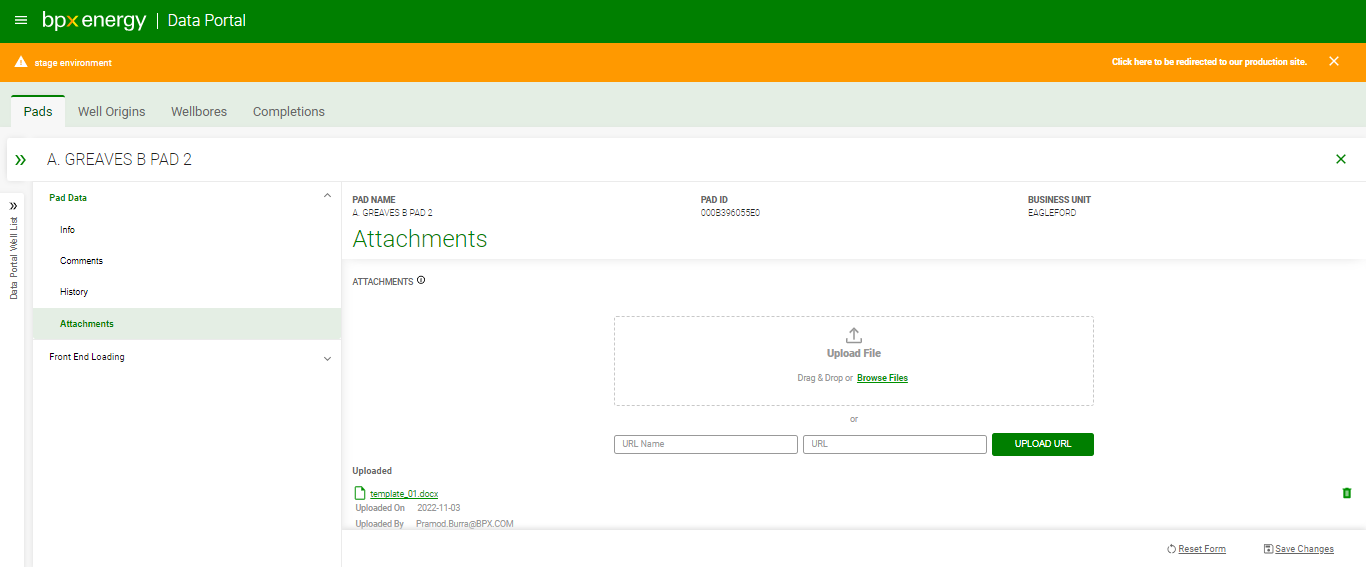 bpx energy | Data Portal
stage environment
Click here to be redirected to our production site.
Pads
Well Origins
Wellbores
Completions
A. GREAVES B PAD 2
Data Portal Well List
Pad Data
Info
Comments
History
Attachments
Front End Loading
PAD NAME
A. GREAVES B PAD 2
PAD ID
000B396055E0
BUSINESS UNIT
EAGLEFORD
Attachments
ATTACHMENTS
Upload File
Drag & Drop or Browse Files
or
URL Name
URL
UPLOAD URL
Uploaded
template_01.docx
Uploaded On 2022-11-03
Uploaded By Pramod.Burra@BPX.COM
Reset Form
Save Changes